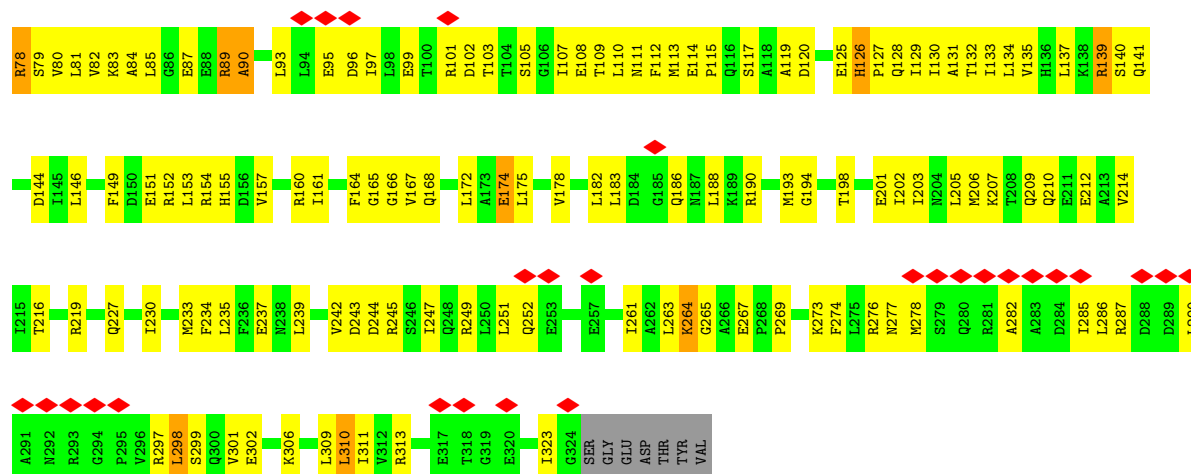 R78 S79 V80 L81 V82 K83 A84 L85 G86 E87 E88 R89 A90 L93 L94 E95 D96 I97 L98 E99 T100 R101 D102 T103 T104 S105 G106 I107 E108 T109 L110 N111 F112 M113 E114 P115 Q116 S117 A118 A119 D120 E125 H126 P127 Q128 I129 I130 A131 T132 I133 L134 V135 H136 L137 K138 R139 S140 Q141
D144 I145 L146 F149 D150 E151 R152 L153 R154 H155 D156 V157 R160 I161 F164 G165 G166 V167 Q168 L172 A173 E174 L175 V178 L182 L183 D184 G185 Q186 N187 L188 K189 R190 M193 G194 T198 E201 I202 I203 N204 L205 M206 K207 T208 Q209 Q210 E211 E212 A213 V214
I215 T216 R219 Q227 I230 M233 F234 L235 F236 E237 N238 L239 V242 D243 D244 R245 S246 I247 Q248 R249 L250 L251 Q252 E253 E257 I261 A262 L263 K264 G265 A266 E267 P268 P269 K273 F274 L275 R276 N277 M278 S279 Q280 R281 A282 A283 D284 I285 L286 R287 D288 D289
A291 N292 R293 G294 P295 V296 R297 L298 S299 Q300 V301 E302 K306 L309 L310 I311 V312 R313 E317 T318 G319 E320 I323 G324 SER GLY GLU ASP THR TYR VAL